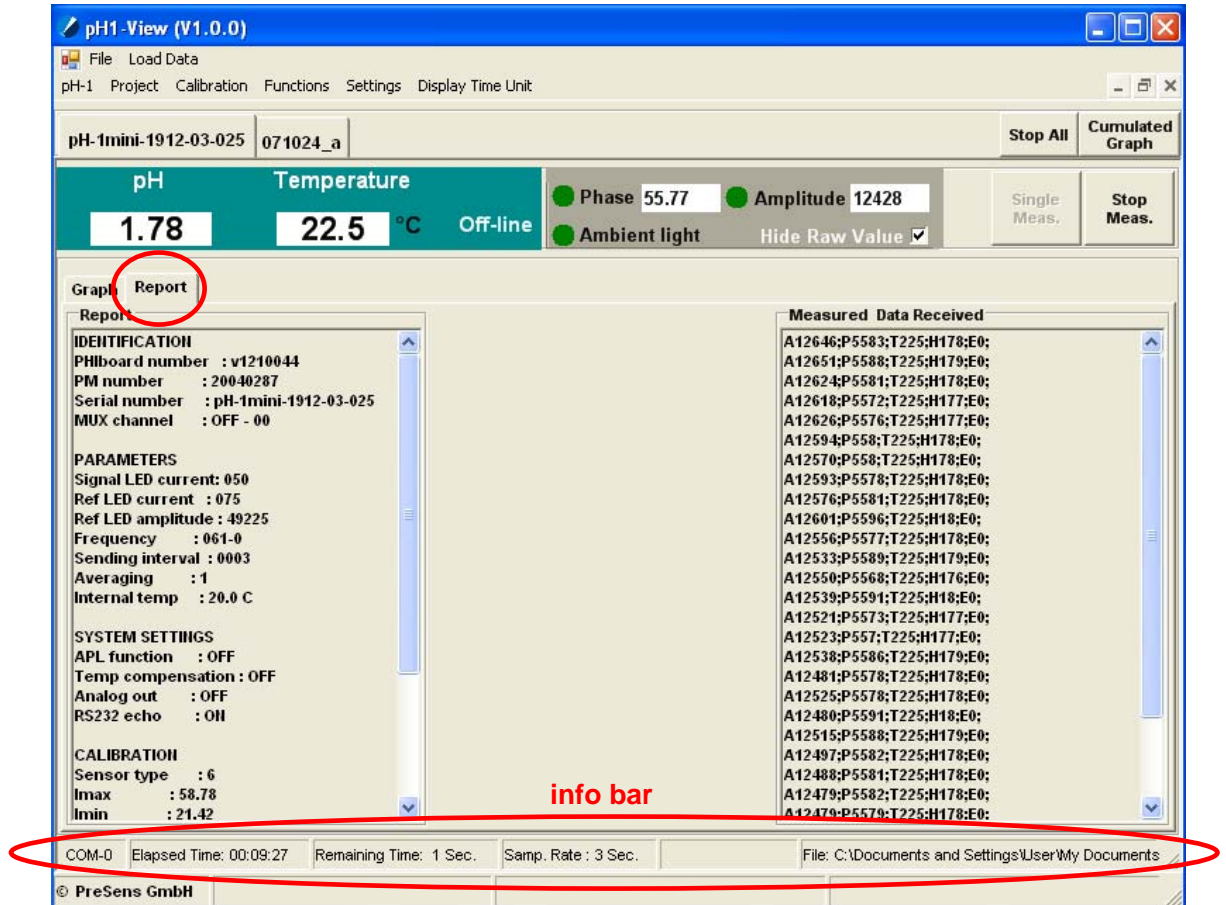 pH1-View (V1.0.0)
File Load Data
pH-1 Project Calibration Functions Settings Display Time Unit
pH-1mini-1912-03-025 071024_a Stop All Cumulated Graph
pH Temperature
1.78 22.5 °C Off-line
Phase 55.77 Amplitude 12428
Ambient light Hide Raw Value
Single Meas.
Stop Meas.
Graph Report
Report
IDENTIFICATION
PHIboard number : v1210044
PM number : 20040287
Serial number : pH-1mini-1912-03-025
MUX channel : OFF - 00
PARAMETERS
Signal LED current: 050
Ref LED current : 075
Ref LED amplitude : 49225
Frequency : 061-0
Sending interval : 0003
Averaging : 1
Internal temp : 20.0 C
SYSTEM SETTINGS
APL function : OFF
Temp compensation : OFF
Analog out : OFF
RS232 echo : ON
CALIBRATION
Sensor type : 6
Imax : 58.78
Imin : 21.42
Measured Data Received
A12646;P5583;T225;H178;E0;
A12651;P5588;T225;H179;E0;
A12624;P5581;T225;H178;E0;
A12618;P5572;T225;H177;E0;
A12626;P5576;T225;H177;E0;
A12594;P558;T225;H178;E0;
A12570;P558;T225;H178;E0;
A12593;P5578;T225;H178;E0;
A12576;P5581;T225;H178;E0;
A12601;P5596;T225;H18;E0;
A12556;P5577;T225;H178;E0;
A12533;P5589;T225;H179;E0;
A12550;P5568;T225;H176;E0;
A12539;P5591;T225;H18;E0;
A12521;P5573;T225;H177;E0;
A12523;P557;T225;H177;E0;
A12538;P5586;T225;H179;E0;
A12481;P5578;T225;H178;E0;
A12525;P5578;T225;H178;E0;
A12480;P5591;T225;H18;E0;
A12515;P5588;T225;H179;E0;
A12497;P5582;T225;H178;E0;
A12488;P5581;T225;H178;E0;
A12479;P5582;T225;H178;E0;
A12479;P5579;T225;H178;E0;
info bar
COM-0 Elapsed Time: 00:09:27 Remaining Time: 1 Sec. Samp. Rate : 3 Sec. File: C:\Documents and Settings\User\My Documents
© PreSens GmbH